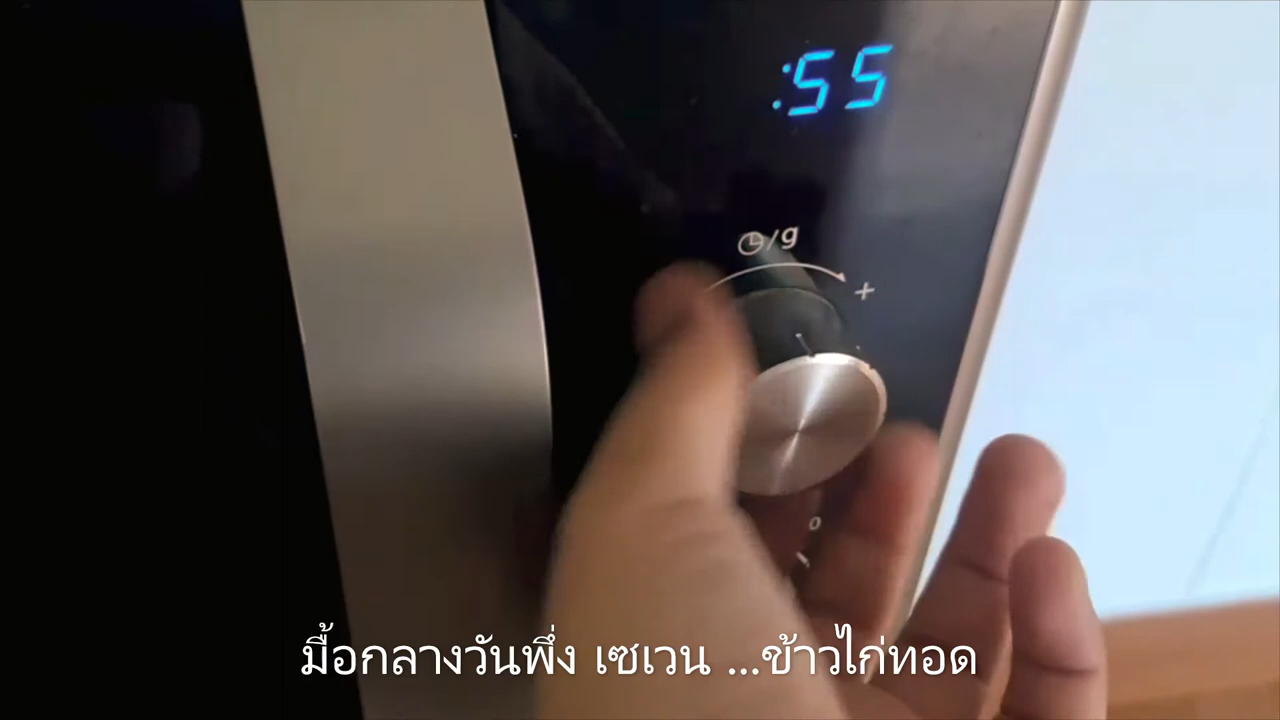 :55
/g
+
มื้อกลางวันพึ่ง เซเวน ...ข้าวไก่ทอด